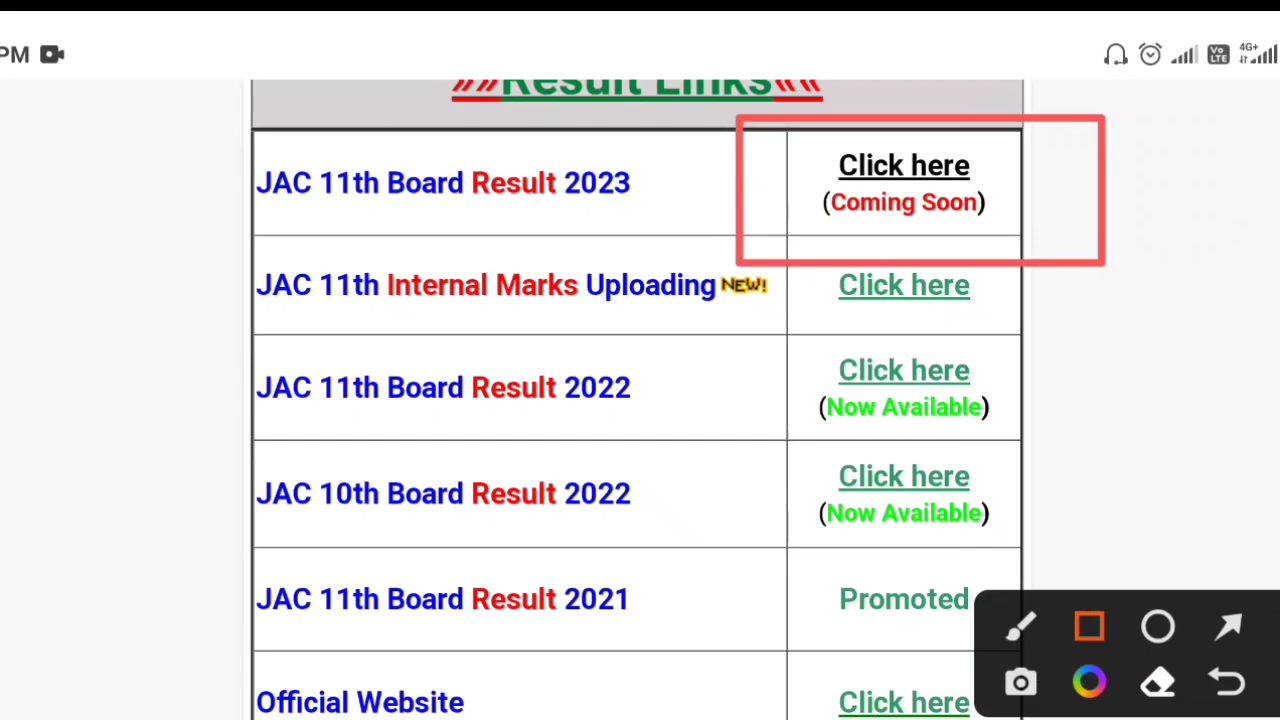 PM
4G+
Vo
LTE
»»Result Links««
JAC 11th Board Result 2023
Click here
(Coming Soon)
JAC 11th Internal Marks Uploading NEW!
Click here
JAC 11th Board Result 2022
Click here
(Now Available)
JAC 10th Board Result 2022
Click here
(Now Available)
JAC 11th Board Result 2021
Promoted
Official Website
Click here